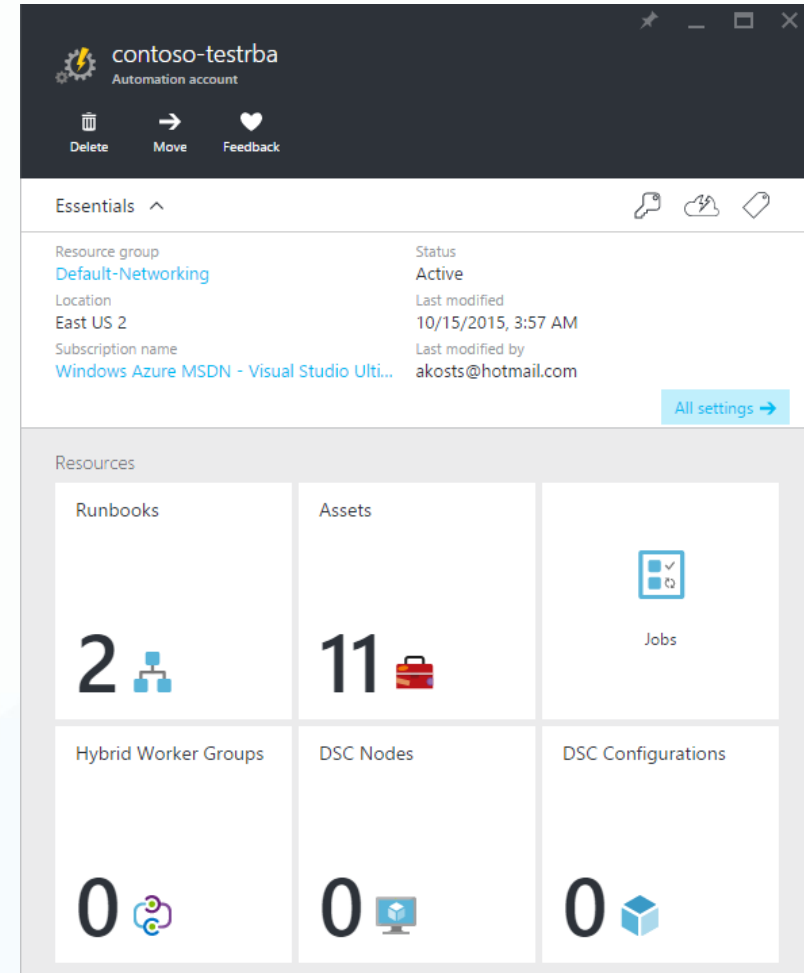 contoso-testrba
Automation account
Delete Move Feedback
Essentials
Resource group
Default-Networking
Location
East US 2
Subscription name
Windows Azure MSDN - Visual Studio Ulti...
Status
Active
Last modified
10/15/2015, 3:57 AM
Last modified by
akosts@hotmail.com
All settings
Resources
Runbooks
2
Assets
11
Jobs
Hybrid Worker Groups
0
DSC Nodes
0
DSC Configurations
0